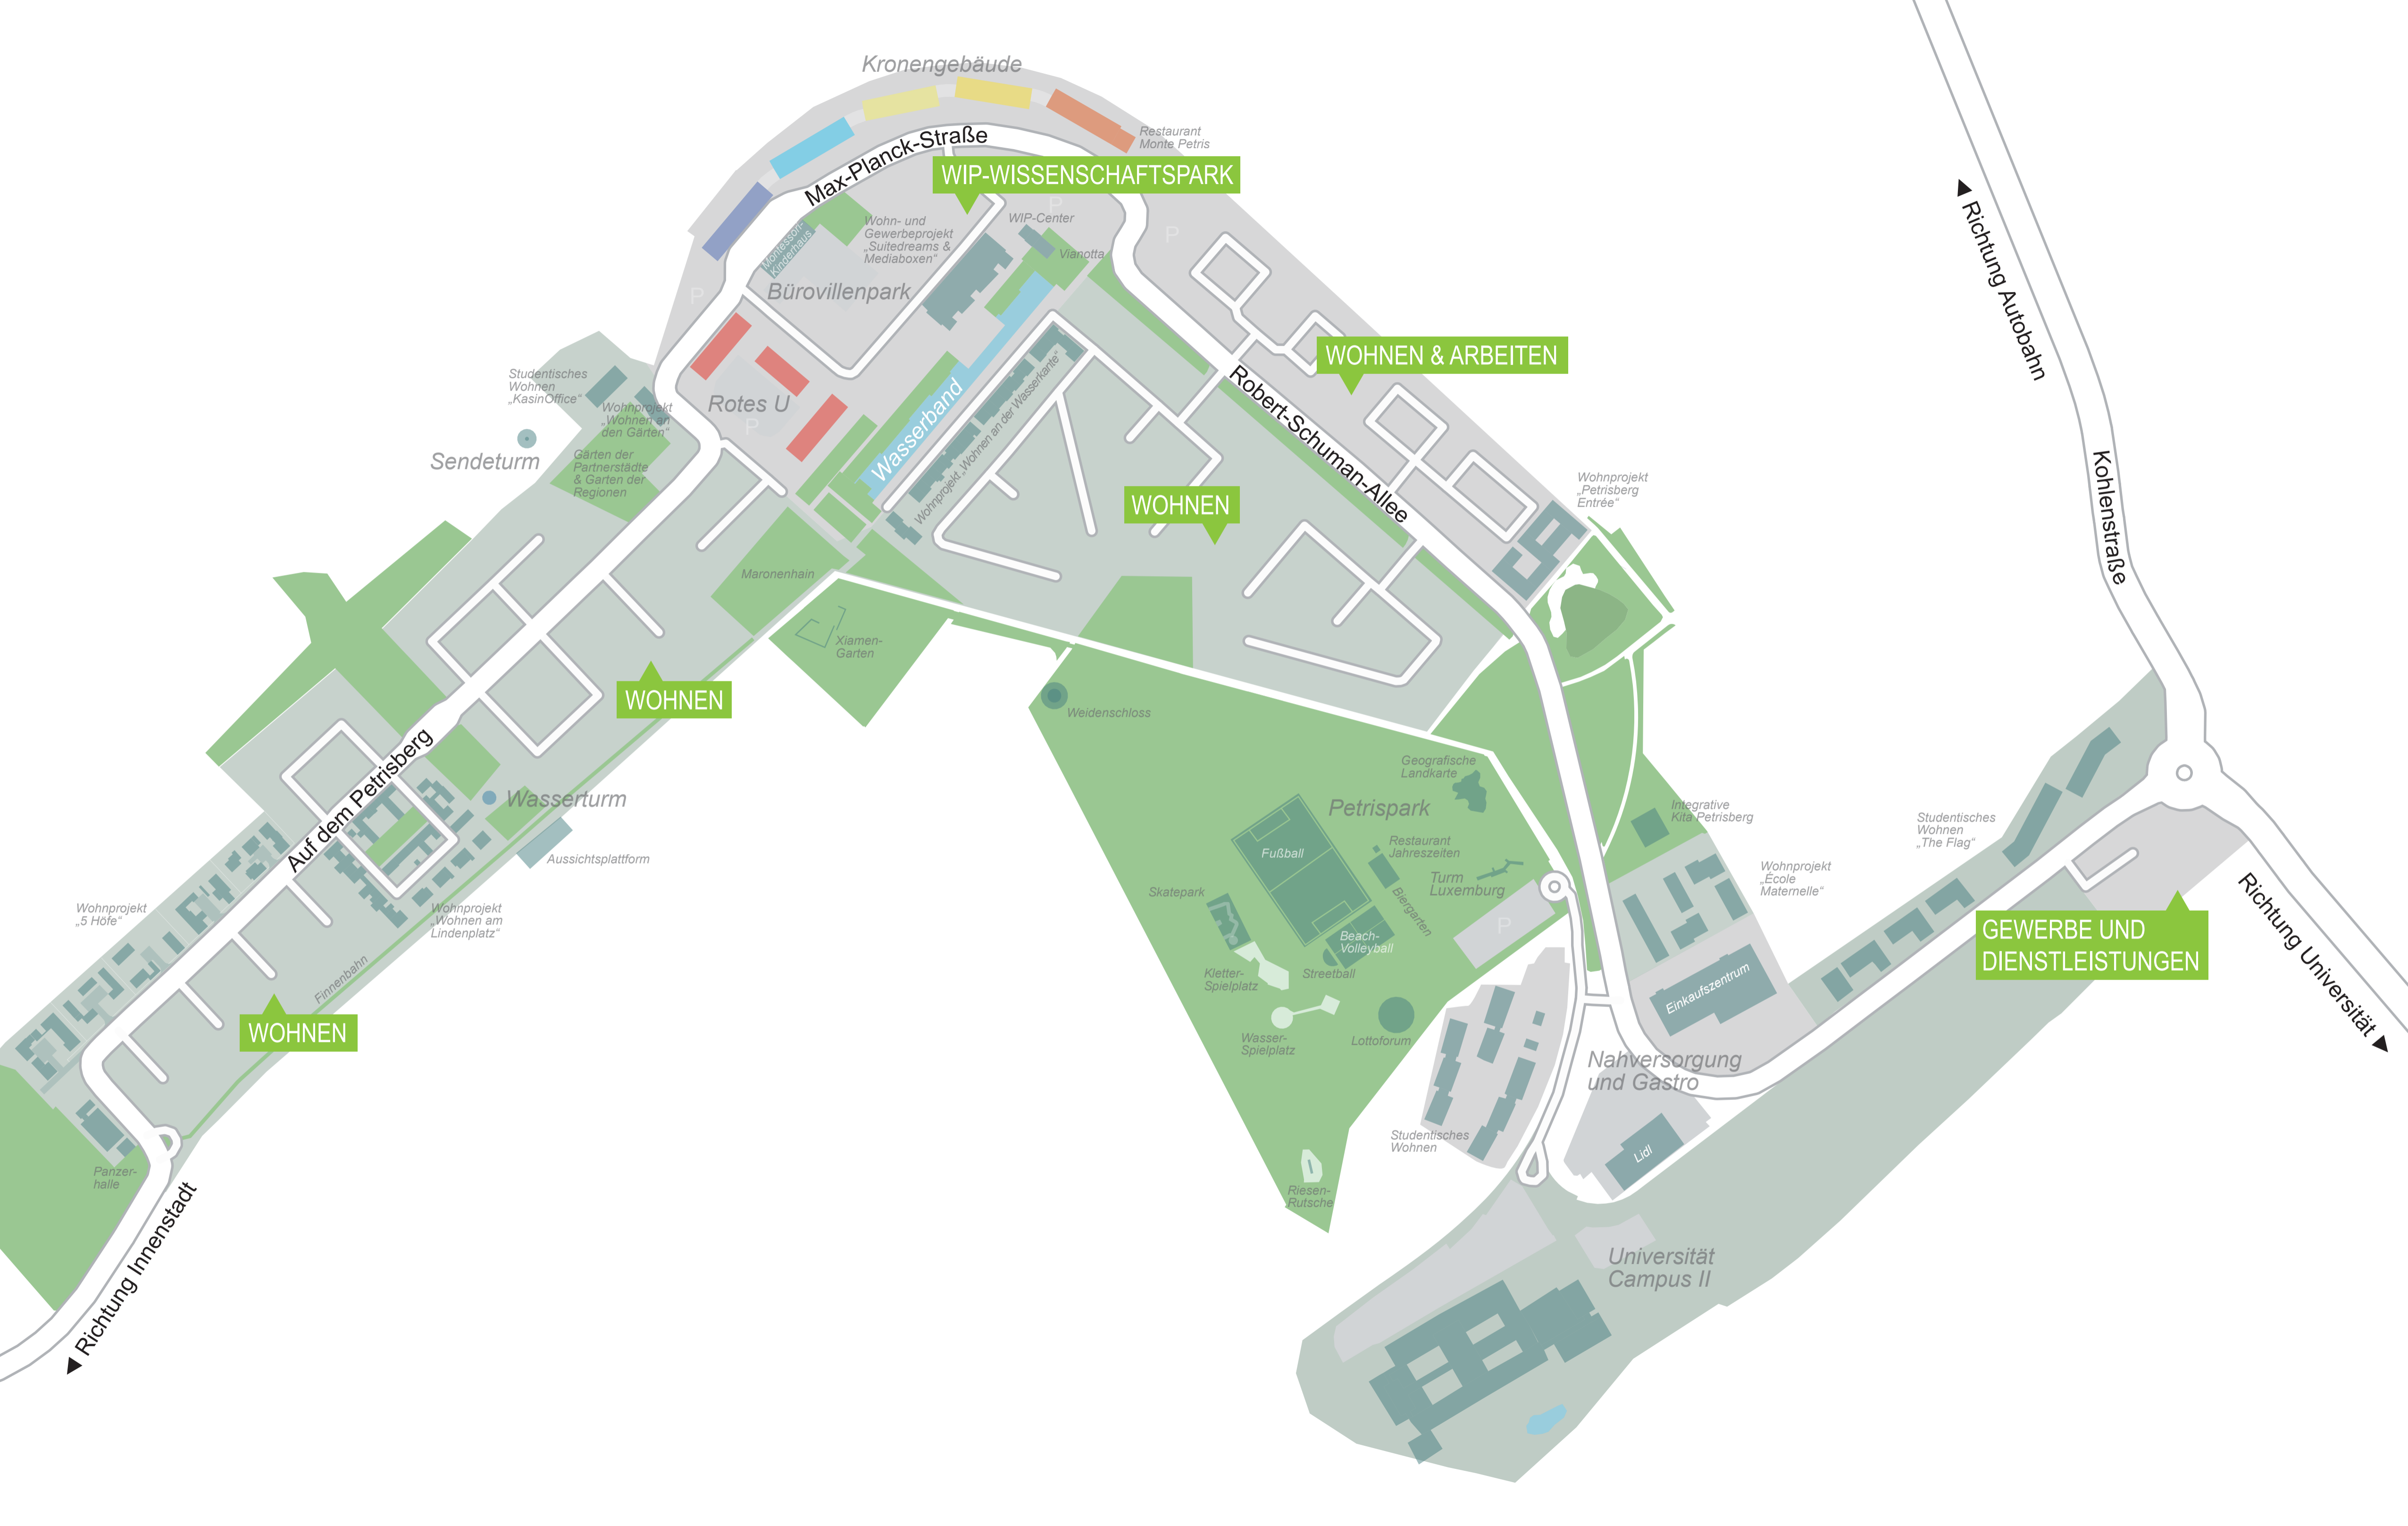 Kronengebäude
Restaurant
Monte Petris
Max-Planck-Straße
WIP-WISSENSCHAFTSPARK
P
P
Wohn- und
Gewerbeprojekt
„Suitedreams &
Mediaboxen“
WIP-Center
Vianotta
Montessori-
Kinderhaus
Bürovillenpark
P
Richtung Autobahn
WOHNEN & ARBEITEN
Studentisches
Wohnen
„KasinOffice“
Wohnprojekt
„Wohnen an
den Gärten“
Rotes U
P
Wasserband
Wohnprojekt „Wohnen an der Wasserkante“
Robert-Schuman-Allee
Sendeturm
Gärten der
Partnerstädte
& Garten der
Regionen
Kohlenstraße
Wohnprojekt
„Petrisberg
Entrée“
WOHNEN
Maronenhain
Xiamen-
Garten
WOHNEN
Weidenschloss
Auf dem Petrisberg
Wasserturm
Aussichtsplattform
Geografische
Landkarte
Petrispark
Integrative
Kita Petrisberg
Studentisches
Wohnen
„The Flag“
Fußball
Restaurant
Jahreszeiten
Turm
Luxemburg
Biergarten
Wohnprojekt
„École
Maternelle“
Skatepark
Wohnprojekt
„5 Höfe“
Wohnprojekt
„Wohnen am
Lindenplatz“
P
Beach-
Volleyball
GEWERBE UND
DIENSTLEISTUNGEN
Richtung Universität
Finnenbahn
Kletter-
Spielplatz
Streetball
Einkaufszentrum
WOHNEN
Wasser-
Spielplatz
Lottoforum
Nahversorgung
und Gastro
Studentisches
Wohnen
Lidl
Panzer-
halle
Riesen-
Rutsche
Richtung Innenstadt
Universität
Campus II